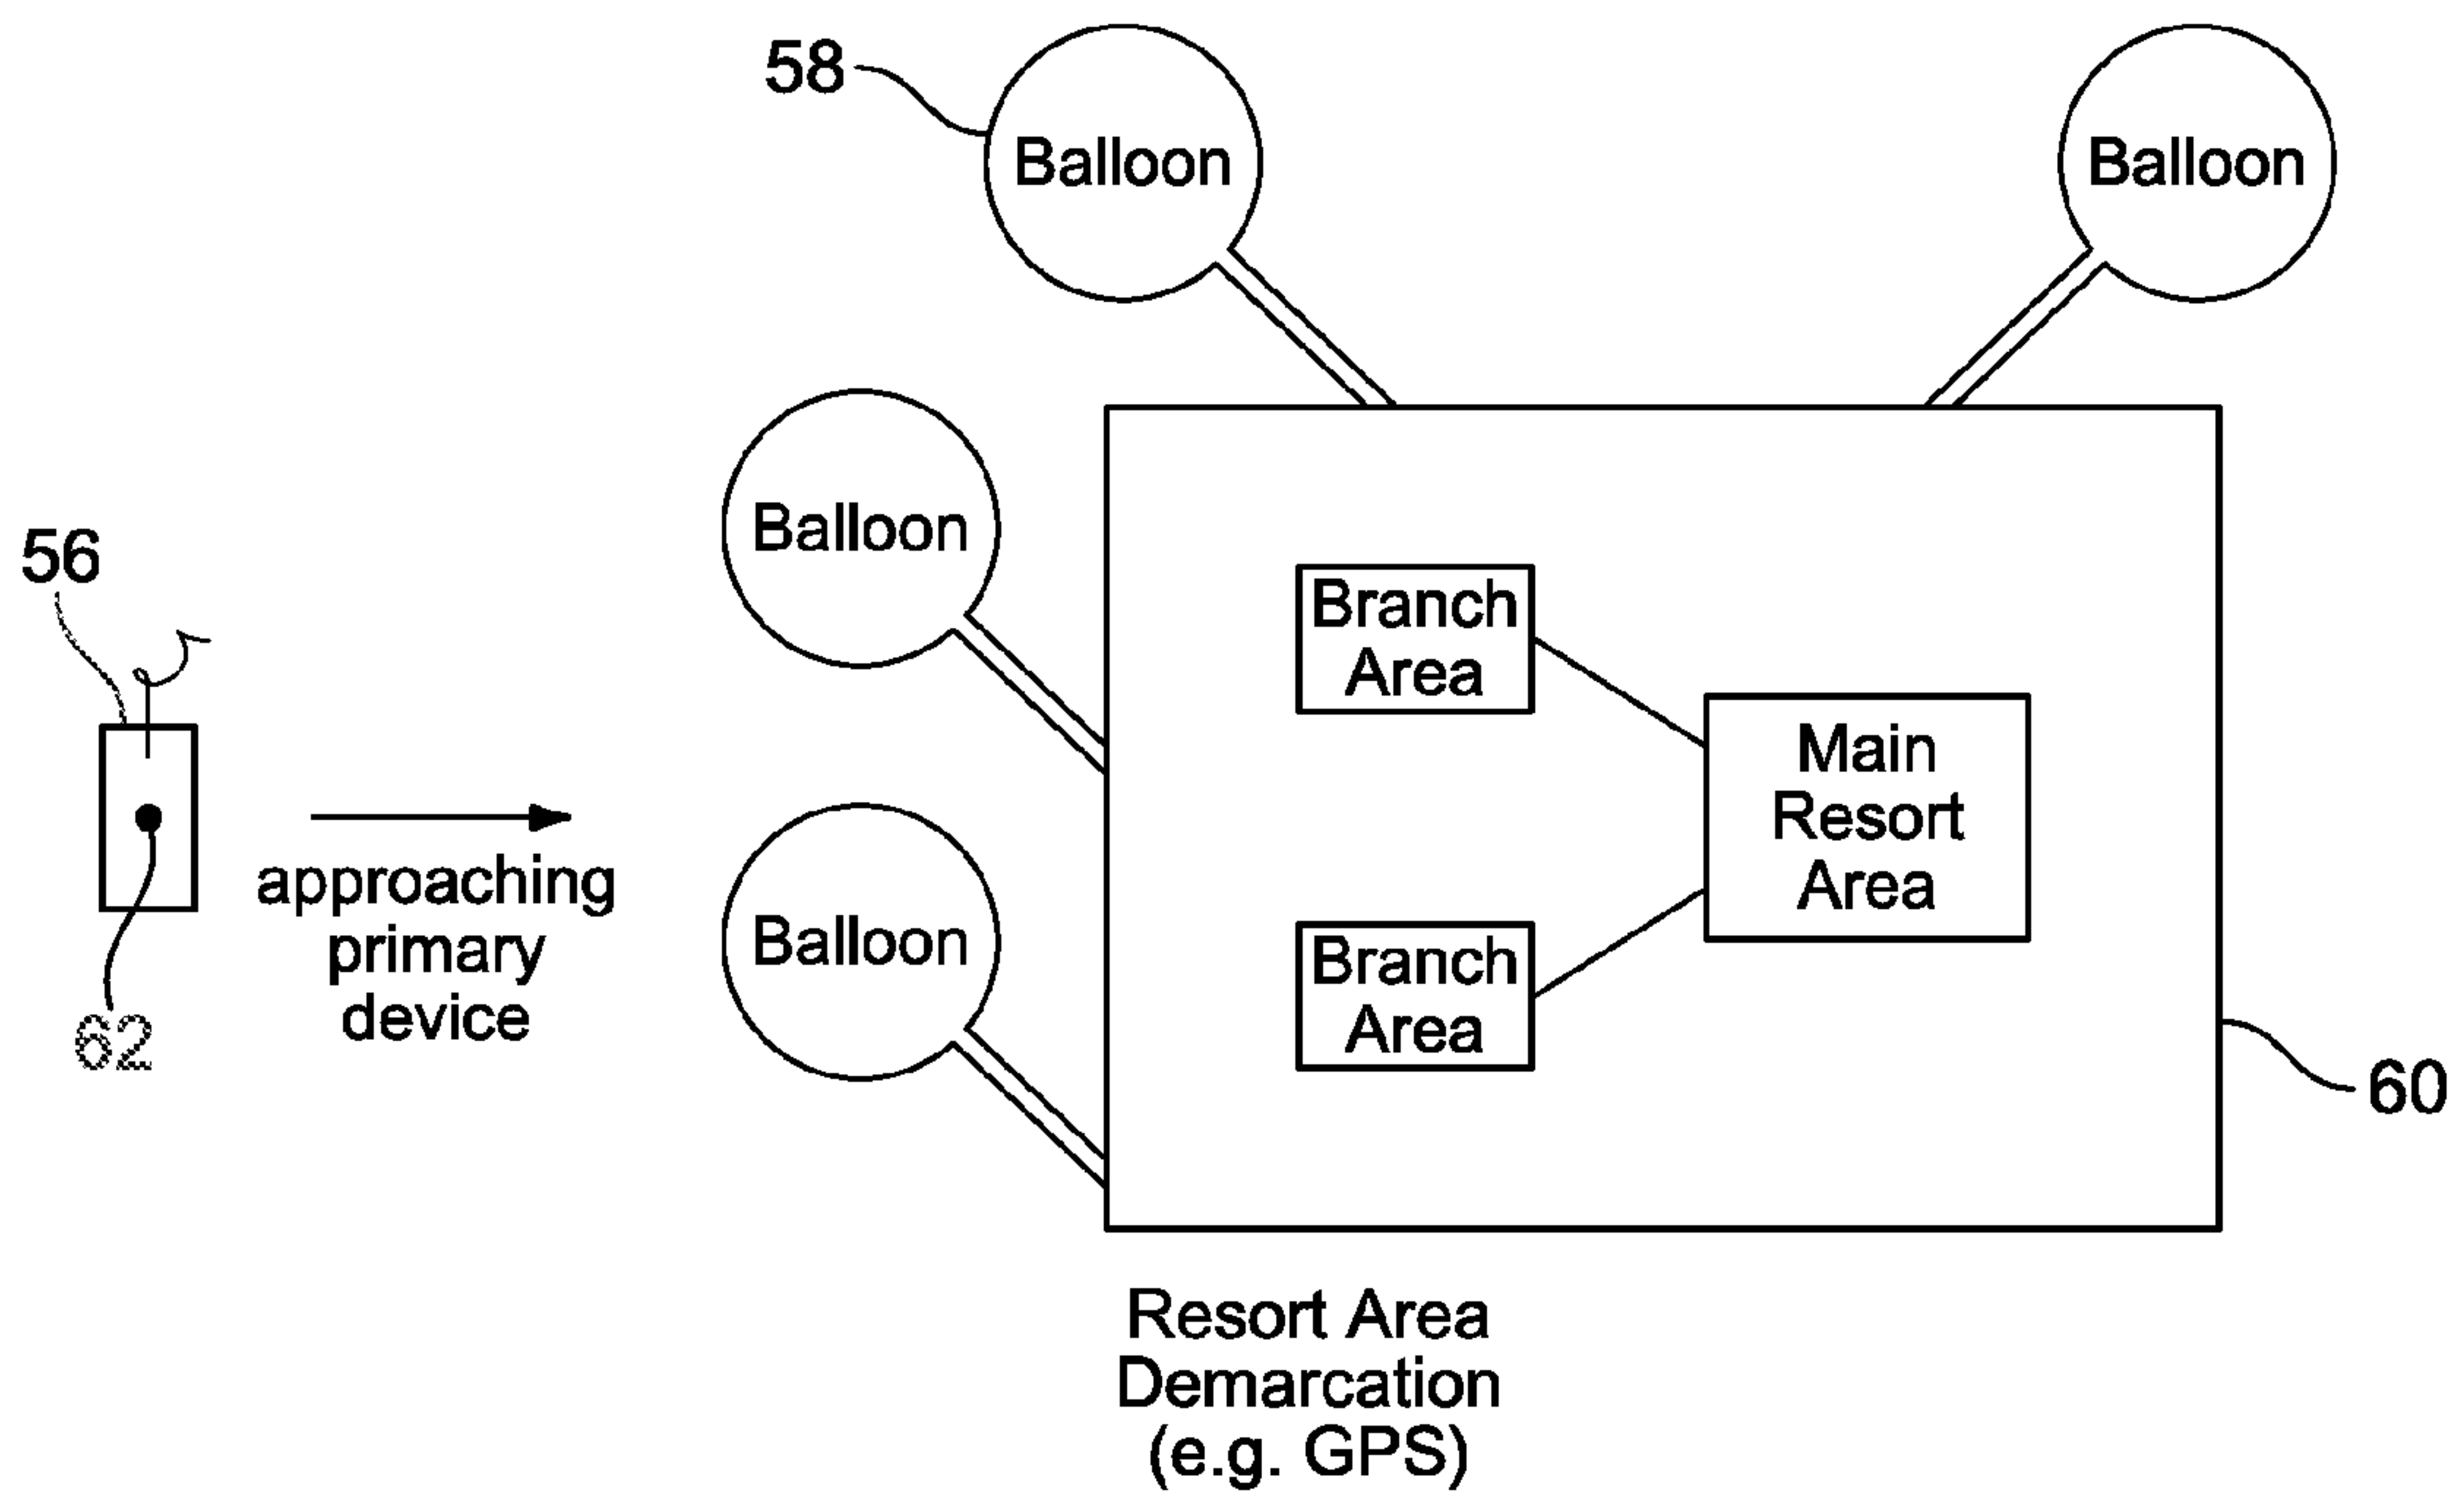 58
Balloon
Balloon
Balloon
56
Branch
Area
Main
Resort
Area
approaching
primary
device
62
Balloon
Branch
Area
60
Resort Area
Demarcation
(e.g. GPS)